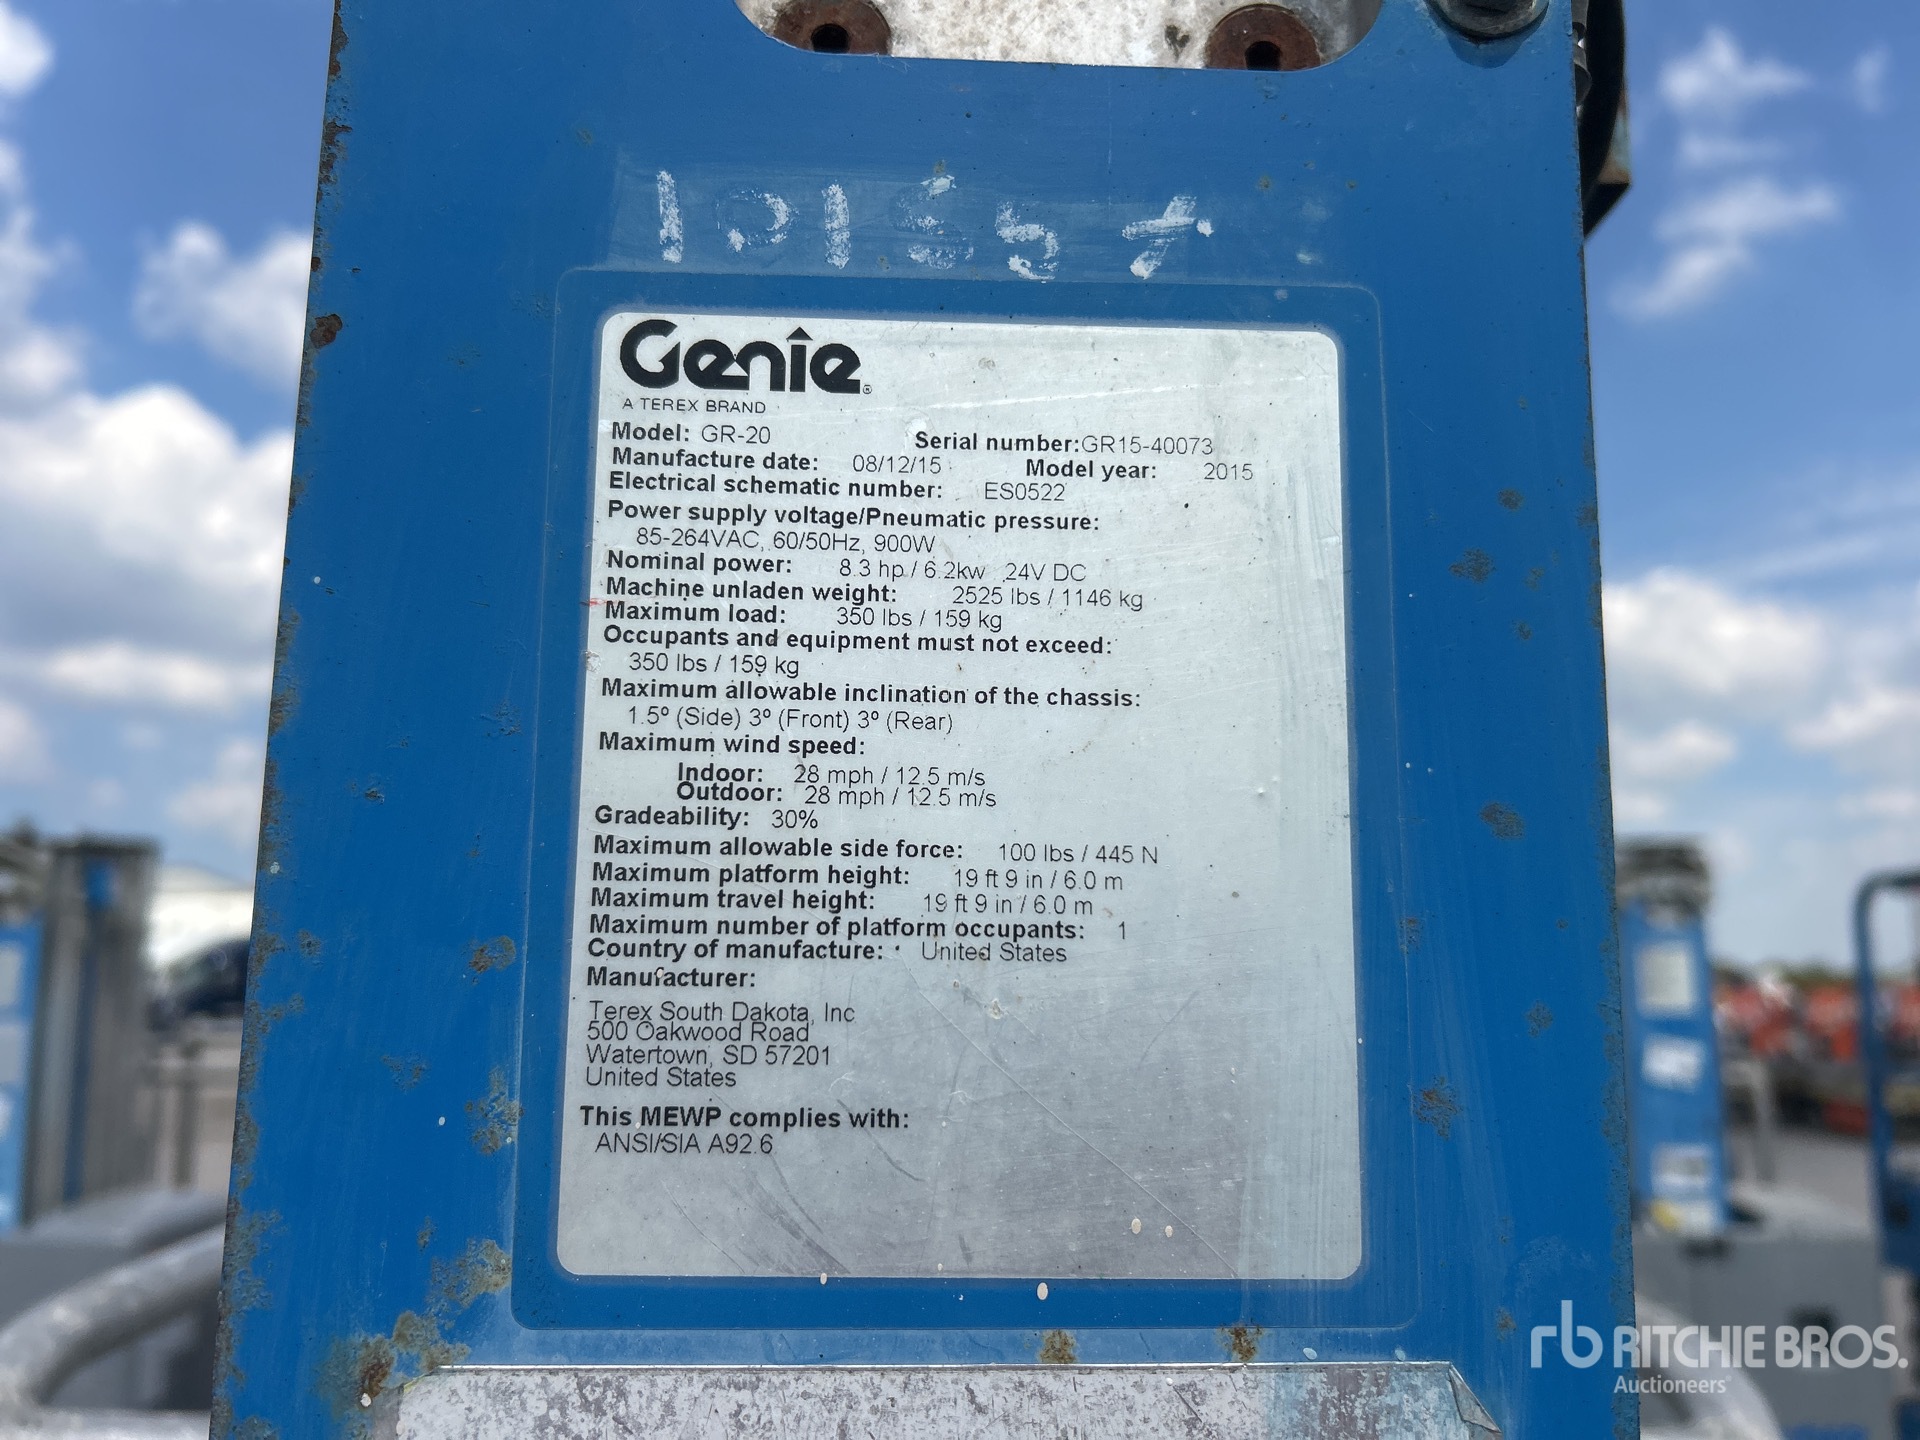 Genîe®
A TEREX BRAND
Model: GR-20 Serial number:GR15-40073
Manufacture date: 08/12/15 Model year: 2015
Electrical schematic number: ES0522
Power supply voltage/Pneumatic pressure:
85-264VAC, 60/50Hz, 900W
Nominal power: 8.3 hp / 6.2kw 24V DC
Machine unladen weight: 2525 lbs / 1146 kg
Maximum load: 350 lbs / 159 kg
Occupants and equipment must not exceed:
350 lbs / 159 kg
Maximum allowable inclination of the chassis:
1.5º (Side) 3º (Front) 3º (Rear)
Maximum wind speed:
Indoor: 28 mph / 12.5 m/s
Outdoor: 28 mph / 12.5 m/s
Gradeability: 30%
Maximum allowable side force: 100 lbs / 445 N
Maximum platform height: 19 ft 9 in / 6.0 m
Maximum travel height: 19 ft 9 in / 6.0 m
Maximum number of platform occupants: 1
Country of manufacture: United States
Manufacturer:
Terex South Dakota, Inc
500 Oakwood Road
Watertown, SD 57201
United States
This MEWP complies with:
ANSI/SIA A92.6
rb RITCHIE BROS.
Auctioneers